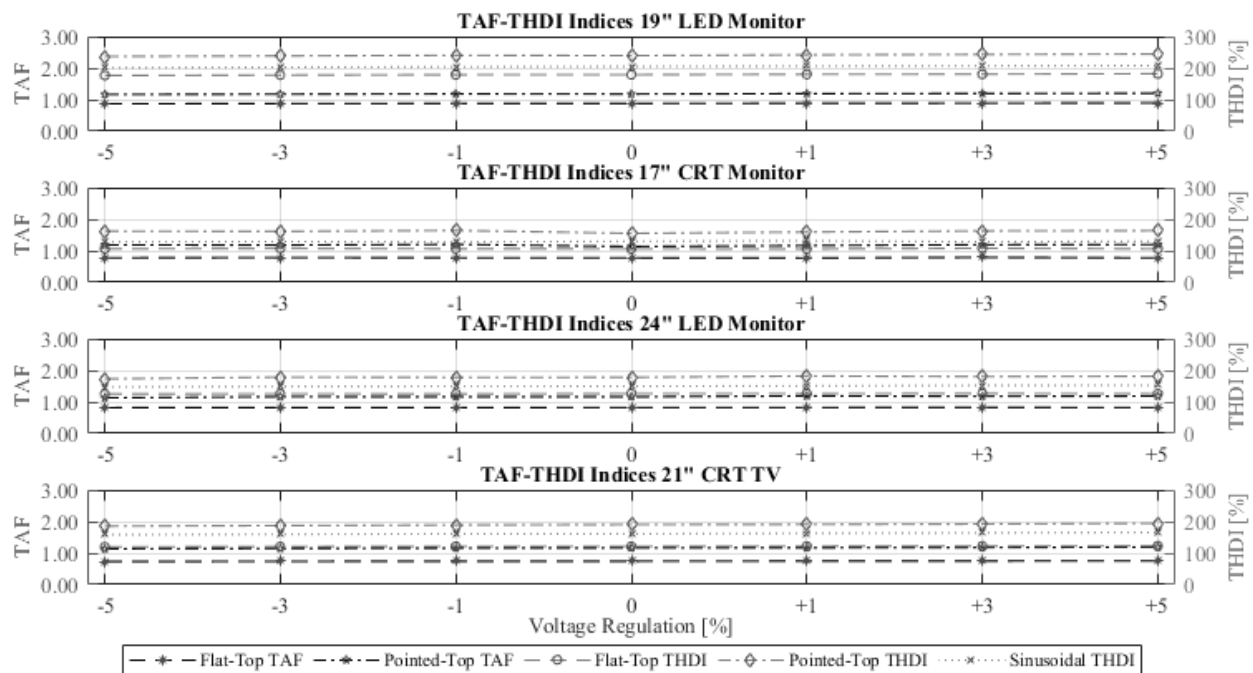 TAF-THDI Indices 19" LED Monitor
3.00
2.00
1.00
0.00
TAF
300
200
100
0
THDI [%]
-5 -3 -1 0 +1 +3 +5
TAF-THDI Indices 17" CRT Monitor
3.00
2.00
1.00
0.00
TAF
300
200
100
0
THDI [%]
-5 -3 -1 0 +1 +3 +5
TAF-THDI Indices 24" LED Monitor
3.00
2.00
1.00
0.00
TAF
300
200
100
0
THDI [%]
-5 -3 -1 0 +1 +3 +5
TAF-THDI Indices 21" CRT TV
3.00
2.00
1.00
0.00
TAF
300
200
100
0
THDI [%]
-5 -3 -1 0 +1 +3 +5
Voltage Regulation [%]
Flat-Top TAF Pointed-Top TAF Flat-Top THDI Pointed-Top THDI Sinusoidal THDI